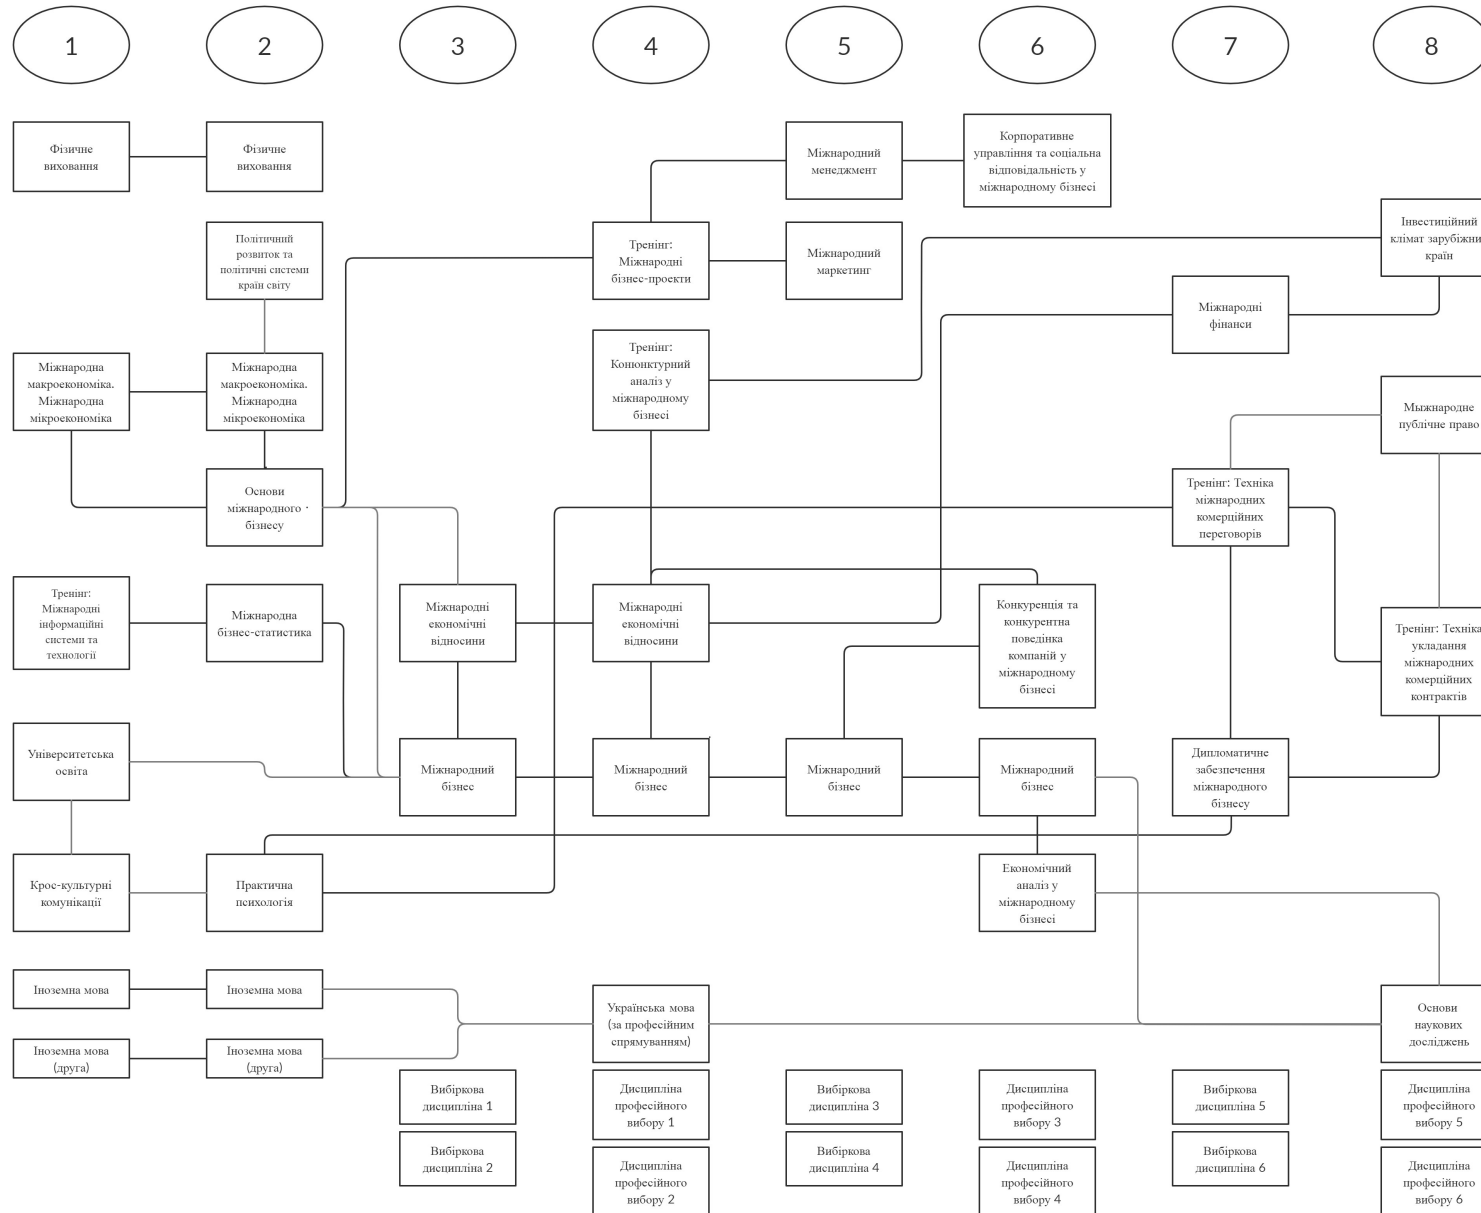 1
2
3
4
5
6
7
8
Фізичне
виховання
Фізичне
виховання
Міжнародний
менеджмент
Корпоративне
управління та соціальна
відповідальність у
міжнародному бізнесі
Політичний
розвиток та
політичні системи
країн світу
Тренінг:
Міжнародні
бізнес-проекти
Міжнародний
маркетинг
Інвестиційний
клімат зарубіжни
країн
Міжнародні
фінанси
Міжнародна
макроекономіка.
Міжнародна
мікроекономіка
Міжнародна
макроекономіка.
Міжнародна
мікроекономіка
Тренінг:
Конюнктурний
аналіз у
міжнародному
бізнесі
Мыжнародне
публічне право
Основи
міжнародного ·
бізнесу
Тренінг: Техніка
міжнародних
комерційних
переговорів
Тренінг:
Міжнародні
інформаційні
системи та
технології
Міжнародна
бізнес-статистика
Міжнародні
економічні
відносини
Міжнародні
економічні
відносини
Конкуренція та
конкурентна
поведінка
компаній у
міжнародному
бізнесі
Тренінг: Техніка
укладання
міжнародних
комерційних
контрактів
Університетська
освіта
Міжнародний
бізнес
Міжнародний
бізнес
Міжнародний
бізнес
Міжнародний
бізнес
Дипломатичне
забезпечення
міжнародного
бізнесу
Крос-культурні
комунікації
Практична
психологія
Економічний
аналіз у
міжнародному
бізнесі
Іноземна мова
Іноземна мова
Українська мова
(за професійним
спрямуванням)
Основи
наукових
досліджень
Іноземна мова
(друга)
Іноземна мова
(друга)
Вибіркова
дисципліна 1
Дисципліна
професійного
вибору 1
Вибіркова
дисципліна 3
Дисципліна
професійного
вибору 3
Вибіркова
дисципліна 5
Дисципліна
професійного
вибору 5
Вибіркова
дисципліна 2
Дисципліна
професійного
вибору 2
Вибіркова
дисципліна 4
Дисципліна
професійного
вибору 4
Вибіркова
дисципліна 6
Дисципліна
професійного
вибору 6